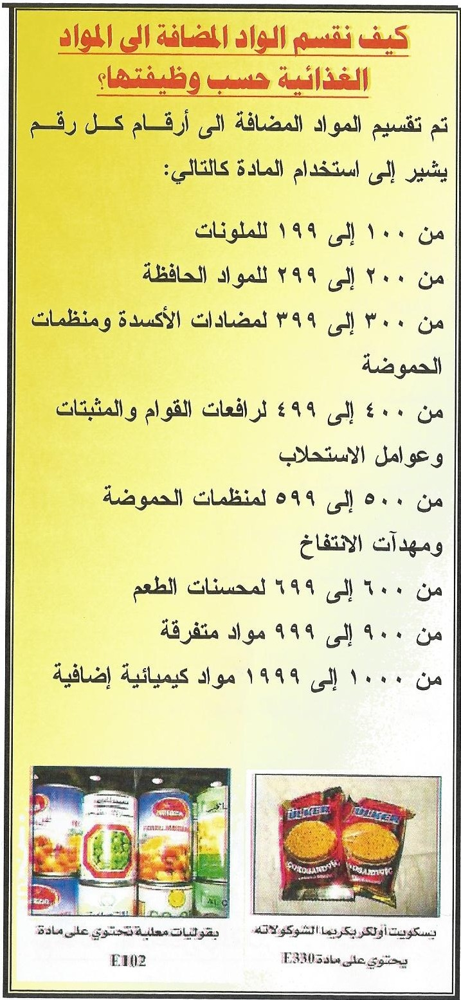 كيف نقسم الواد المضافة الى المواد
الغذائية حسب وظيفتها؟
تم تقسيم المواد المضافة الى أرقام كل رقم
يشير إلى استخدام المادة كالتالي:
من ١٠٠ إلى ١٩٩ للملونات
من ٢٠٠ إلى ٢٩٩ للمواد الحافظة
من ٣٠٠ إلى ٣٩٩ لمضادات الأكسدة ومنظمات
الحموضة
من ٤٠٠ إلى ٤٩٩ لرافعات القوام والمثبتات
وعوامل الاستحلاب
من ٥٠٠ إلى ٥٩٩ لمنظمات الحموضة
ومهدآت الانتفاخ
من ٦٠٠ إلى ٦٩٩ لمحسنات الطعم
من ٩٠٠ إلى ٩٩٩ مواد متفرقة
من ١٠٠٠ إلى ١٩٩٩ مواد كيميائية إضافية
ULKER
ULKER
بسكويت أولكر بكريما الشوكولاته
يحتوي على مادة E330
بقوليات معلبة تحتوي على مادة
E102